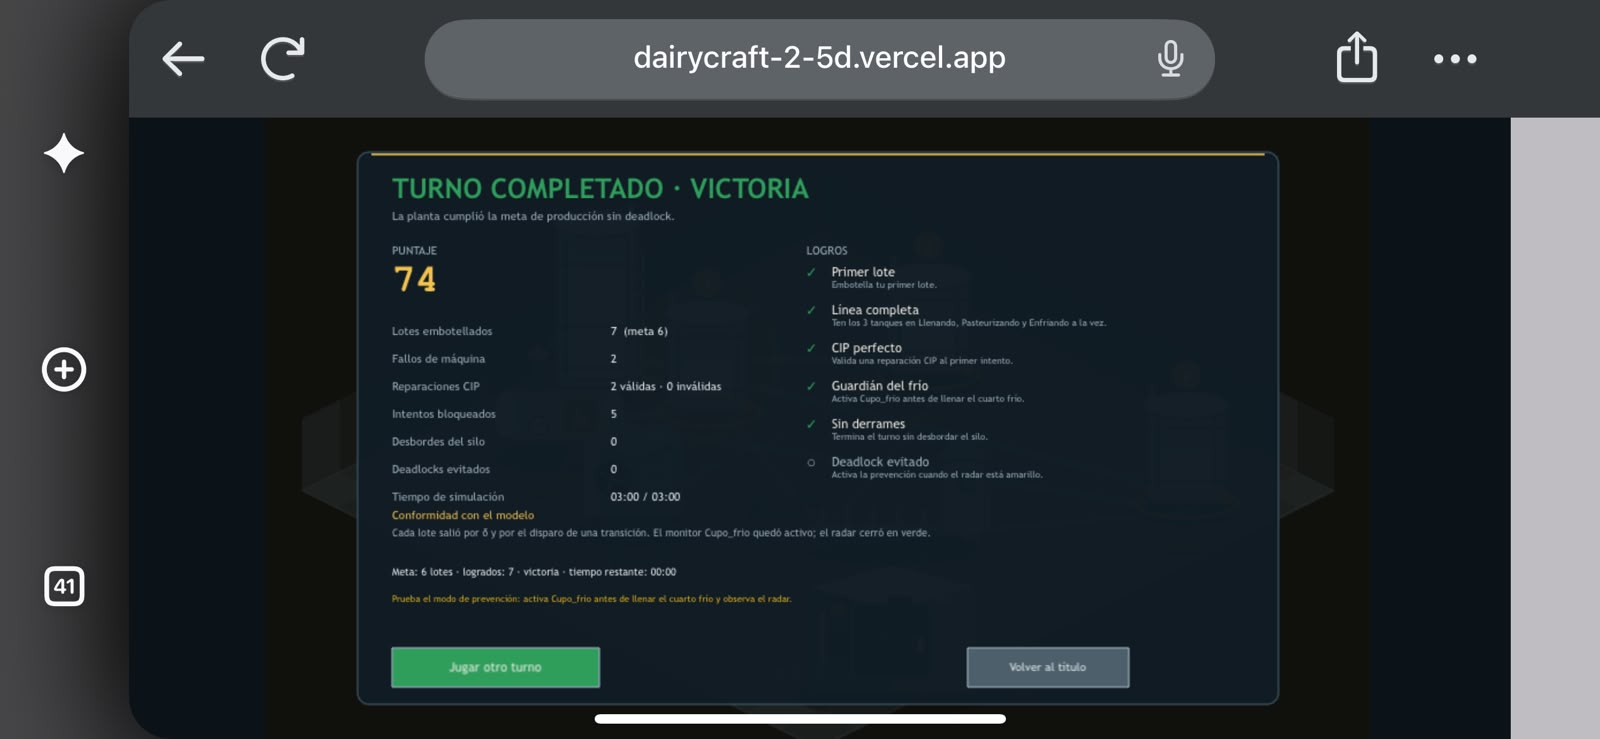 dairycraft-2-5d.vercel.app
41
TURNO COMPLETADO · VICTORIA
La planta cumplió la meta de producción sin deadlock.
PUNTAJE
74
Lotes embotellados 7 (meta 6)
Fallos de máquina 2
Reparaciones CIP 2 válidas · 0 inválidas
Intentos bloqueados 5
Desbordes del silo 0
Deadlocks evitados 0
Tiempo de simulación 03:00 / 03:00
LOGROS
✓ Primer lote
Embotella tu primer lote.
✓ Línea completa
Ten los 3 tanques en Llenando, Pasteurizando y Enfriando a la vez.
✓ CIP perfecto
Valida una reparación CIP al primer intento.
✓ Guardián del frío
Activa Cupo_frio antes de llenar el cuarto frío.
✓ Sin derrames
Termina el turno sin desbordar el silo.
○ Deadlock evitado
Activa la prevención cuando el radar está amarillo.
Conformidad con el modelo
Cada lote salió por δ y por el disparo de una transición. El monitor Cupo_frio quedó activo; el radar cerró en verde.
Meta: 6 lotes · logrados: 7 · victoria · tiempo restante: 00:00
Prueba el modo de prevención: activa Cupo_frio antes de llenar el cuarto frío y observa el radar.
Jugar otro turno
Volver al título